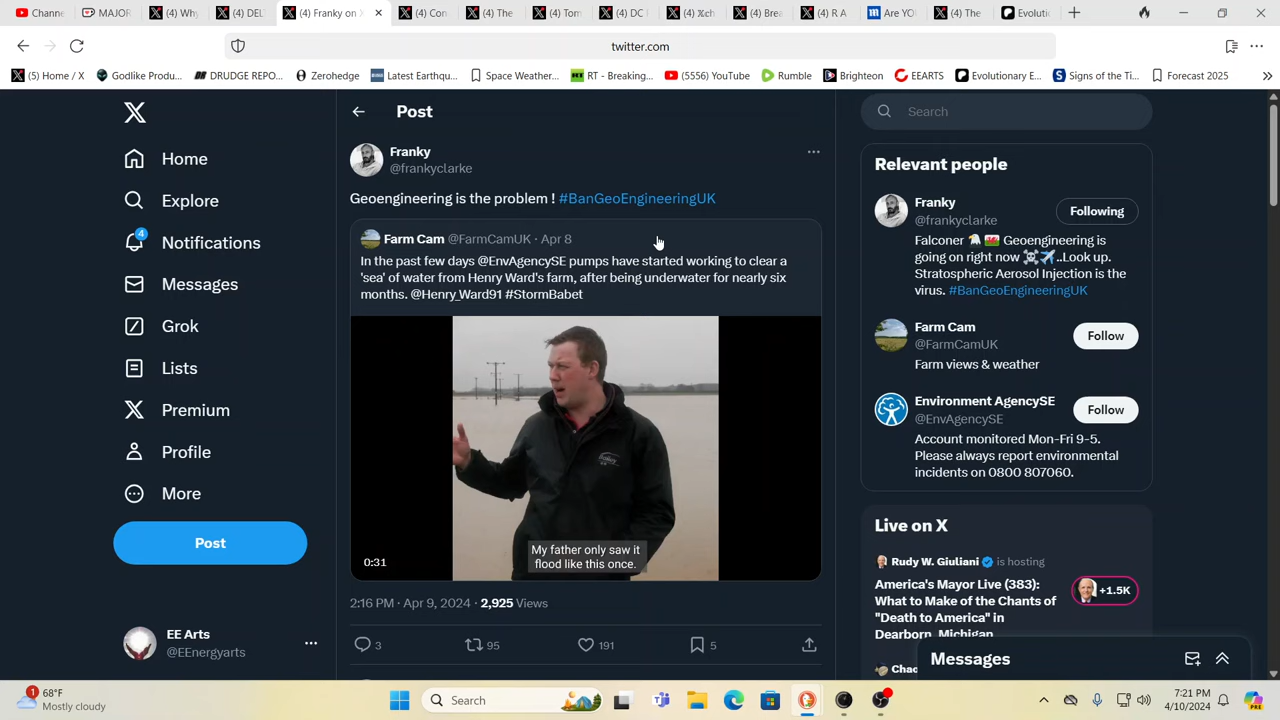 Channe
MAJOR
(4) Why
(4) DEL
(4) Franky on X
(4) Con
(4) The
(4) Tom
(4) DC
(4) Xch
(4) Brea
(4) R A
Are YO
(4) The
Evoluti
twitter.com
(5) Home / X
Godlike Produ...
DRUDGE REPO...
Zerohedge
Latest Earthqu...
Space Weather...
RT - Breaking...
(5556) YouTube
Rumble
Brighteon
EEARTS
Evolutionary E...
Signs of the Ti...
Forecast 2025
Post
Search
Franky
@frankyclarke
Geoengineering is the problem ! #BanGeoEngineeringUK
Farm Cam @FarmCamUK · Apr 8
In the past few days @EnvAgencySE pumps have started working to clear a
'sea' of water from Henry Ward's farm, after being underwater for nearly six
months. @Henry_Ward91 #StormBabet
My father only saw it
flood like this once.
0:31
2:16 PM · Apr 9, 2024 · 2,925 Views
3
95
191
5
Home
Explore
4
Notifications
Messages
Grok
Lists
Premium
Profile
More
Post
EE Arts
@EEnergyarts
Relevant people
Franky
@frankyclarke
Following
Falconer Geoengineering is
going on right now ..Look up.
Stratospheric Aerosol Injection is the
virus. #BanGeoEngineeringUK
Farm Cam
@FarmCamUK
Follow
Farm views & weather
Environment AgencySE
@EnvAgencySE
Follow
Account monitored Mon-Fri 9-5.
Please always report environmental
incidents on 0800 807060.
Live on X
Rudy W. Giuliani is hosting
America's Mayor Live (383):
What to Make of the Chants of
"Death to America" in
Dearborn, Michigan
+1.5K
Chao
Messages
1
68°F
Mostly cloudy
Search
7:21 PM
4/10/2024
PRE